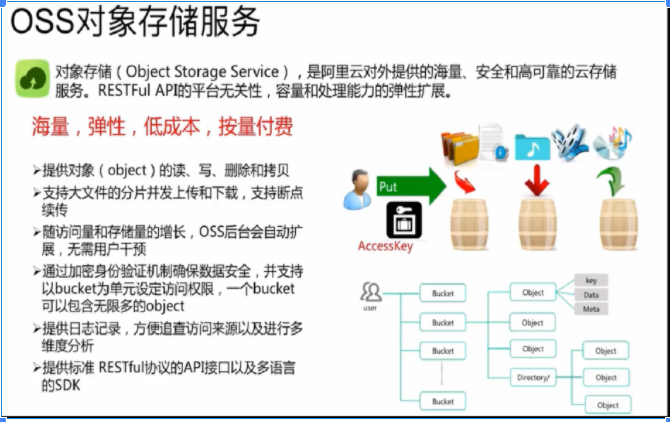 OSS对象存储服务
对象存储（Object Storage Service），是阿里云对外提供的海量、安全和高可靠的云存储
服务。RESTFul API的平台无关性，容量和处理能力的弹性扩展。
海量，弹性，低成本，按量付费
➢提供对象（object）的读、写、删除和拷贝
➢支持大文件的分片并发上传和下载，支持断点
续传
➢随访问量和存储量的增长，OSS后台会自动扩
展，无需用户干预
➢通过加密身份验证机制确保数据安全，并支持
以bucket为单元设定访问权限，一个bucket
可以包含无限多的object
➢提供日志记录，方便追查访问来源以及进行多
维度分析
➢提供标准 RESTful协议的API接口以及多语言
的SDK
Put
AccessKey
user
Bucket
Bucket
Bucket
Bucket
Object
Object
Object
Directory/
key
Data
Meta
Object
Object
Object